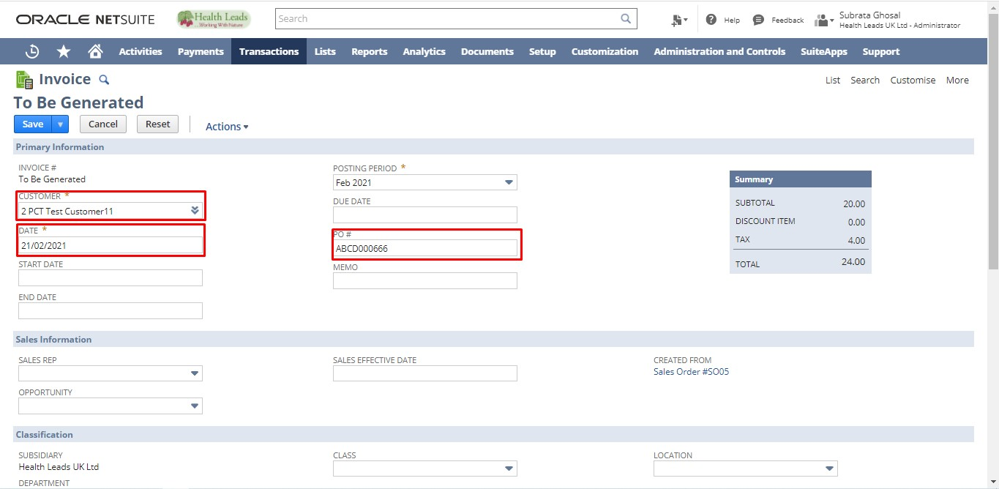 ORACLE NETSUITE
Health Leads
...Working With Nature
Search
Help
Feedback
Subrata Ghosal
Health Leads UK Ltd - Administrator
Activities Payments Transactions Lists Reports Analytics Documents Setup Customization Administration and Controls SuiteApps Support
Invoice
List Search Customise More
To Be Generated
Save Cancel Reset Actions
Primary Information
INVOICE #
To Be Generated
CUSTOMER *
2 PCT Test Customer11
DATE *
21/02/2021
START DATE
END DATE
POSTING PERIOD *
Feb 2021
DUE DATE
PO #
ABCD000666
MEMO
Summary
SUBTOTAL 20.00
DISCOUNT ITEM 0.00
TAX 4.00
TOTAL 24.00
Sales Information
SALES REP
OPPORTUNITY
SALES EFFECTIVE DATE
CREATED FROM
Sales Order #SO05
Classification
SUBSIDIARY
Health Leads UK Ltd
DEPARTMENT
CLASS
LOCATION